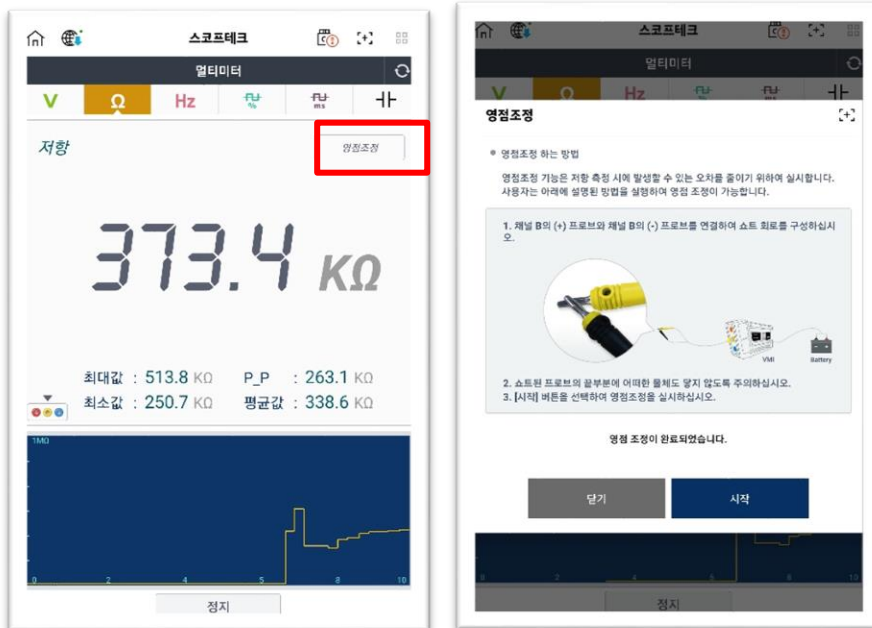 스코프테크
멀티미터
V Ω Hz % ms
저항
영점조정
373.4 KΩ
최대값 : 513.8 KΩ P_P : 263.1 KΩ
최소값 : 250.7 KΩ 평균값 : 338.6 KΩ
1MΩ
0 2 4 5 8 10
정지
스코프테크
멀티미터
V Ω Hz % ms
영점조정
영점조정 하는 방법
영점조정 기능은 저항 측정 시에 발생할 수 있는 오차를 줄이기 위하여 실시합니다.
사용자는 아래에 설명된 방법을 실행하여 영점 조정이 가능합니다.
1. 채널 B의 (+) 프로브와 채널 B의 (-) 프로브를 연결하여 쇼트 회로를 구성하십시
오.
VMI Battery
2. 쇼트된 프로브의 끝부분에 어떠한 물체도 닿지 않도록 주의하십시오.
3. [시작] 버튼을 선택하여 영점조정을 실시하십시오.
영점 조정이 완료되었습니다.
닫기 시작
0 2 4 6 8 10
정지